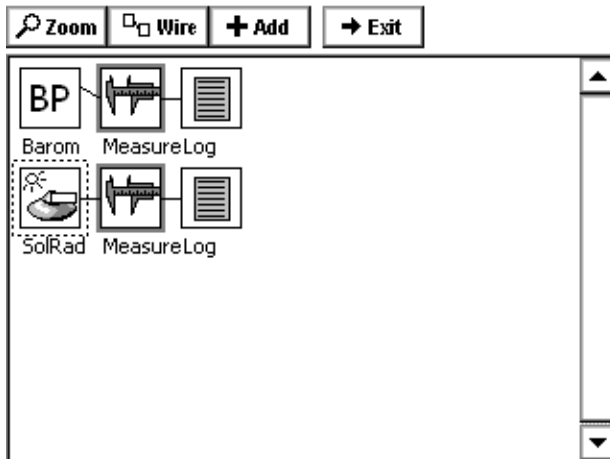 Zoom Wire Add Exit
BP
Barom MeasureLog
SolRad MeasureLog